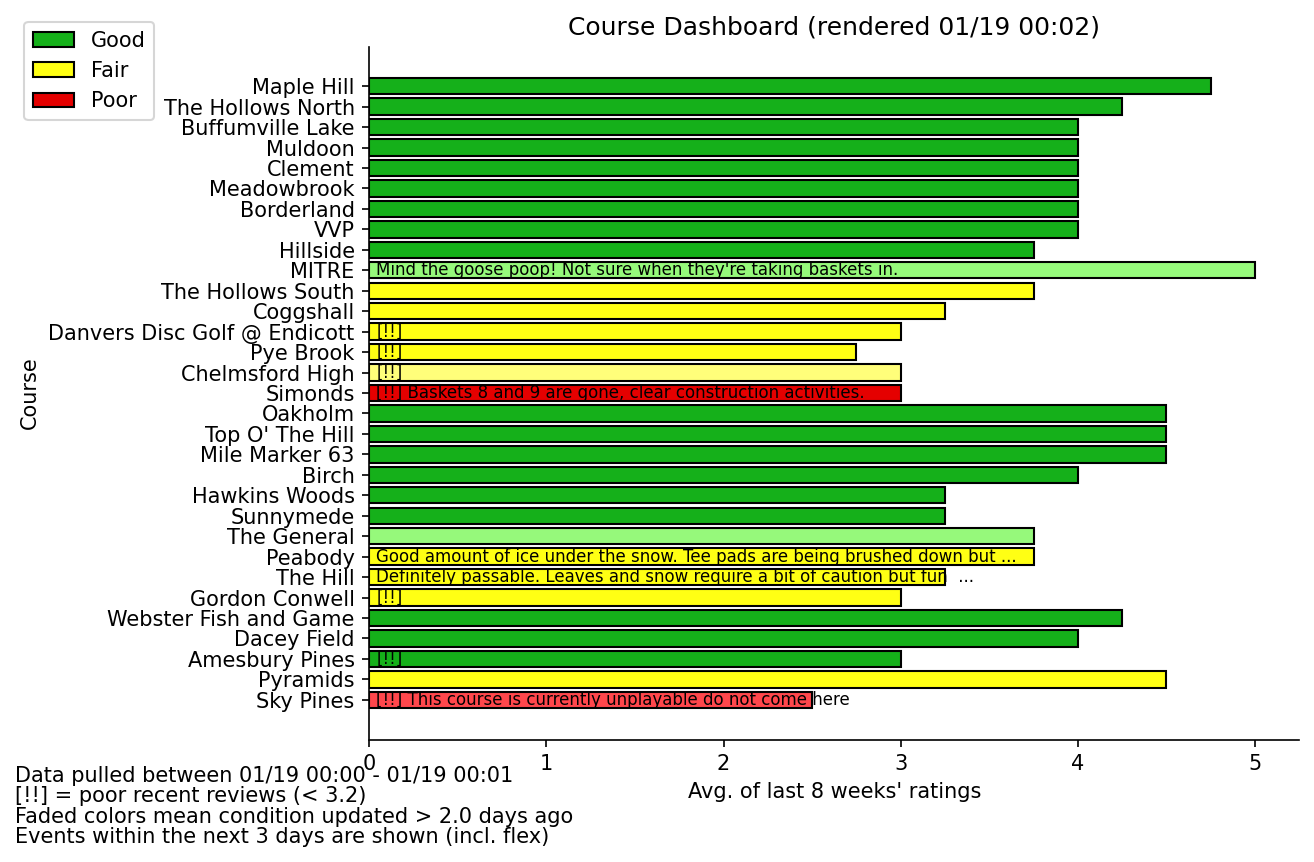 Course Dashboard (rendered 01/19 00:02)
Good
Fair
Poor
Course
Maple Hill
The Hollows North
Buffumville Lake
Muldoon
Clement
Meadowbrook
Borderland
VVP
Hillside
MITRE Mind the goose poop! Not sure when they're taking baskets in.
The Hollows South
Coggshall
Danvers Disc Golf @ Endicott [!!]
Pye Brook [!!]
Chelmsford High [!!]
Simonds [!!] Baskets 8 and 9 are gone, clear construction activities.
Oakholm
Top O' The Hill
Mile Marker 63
Birch
Hawkins Woods
Sunnymede
The General
Peabody Good amount of ice under the snow. Tee pads are being brushed down but ...
The Hill Definitely passable. Leaves and snow require a bit of caution but fun ...
Gordon Conwell [!!]
Webster Fish and Game
Dacey Field
Amesbury Pines [!!]
Pyramids
Sky Pines [!!] This course is currently unplayable do not come here
0 1 2 3 4 5
Avg. of last 8 weeks' ratings
Data pulled between 01/19 00:00 - 01/19 00:01
[!!] = poor recent reviews (< 3.2)
Faded colors mean condition updated > 2.0 days ago
Events within the next 3 days are shown (incl. flex)